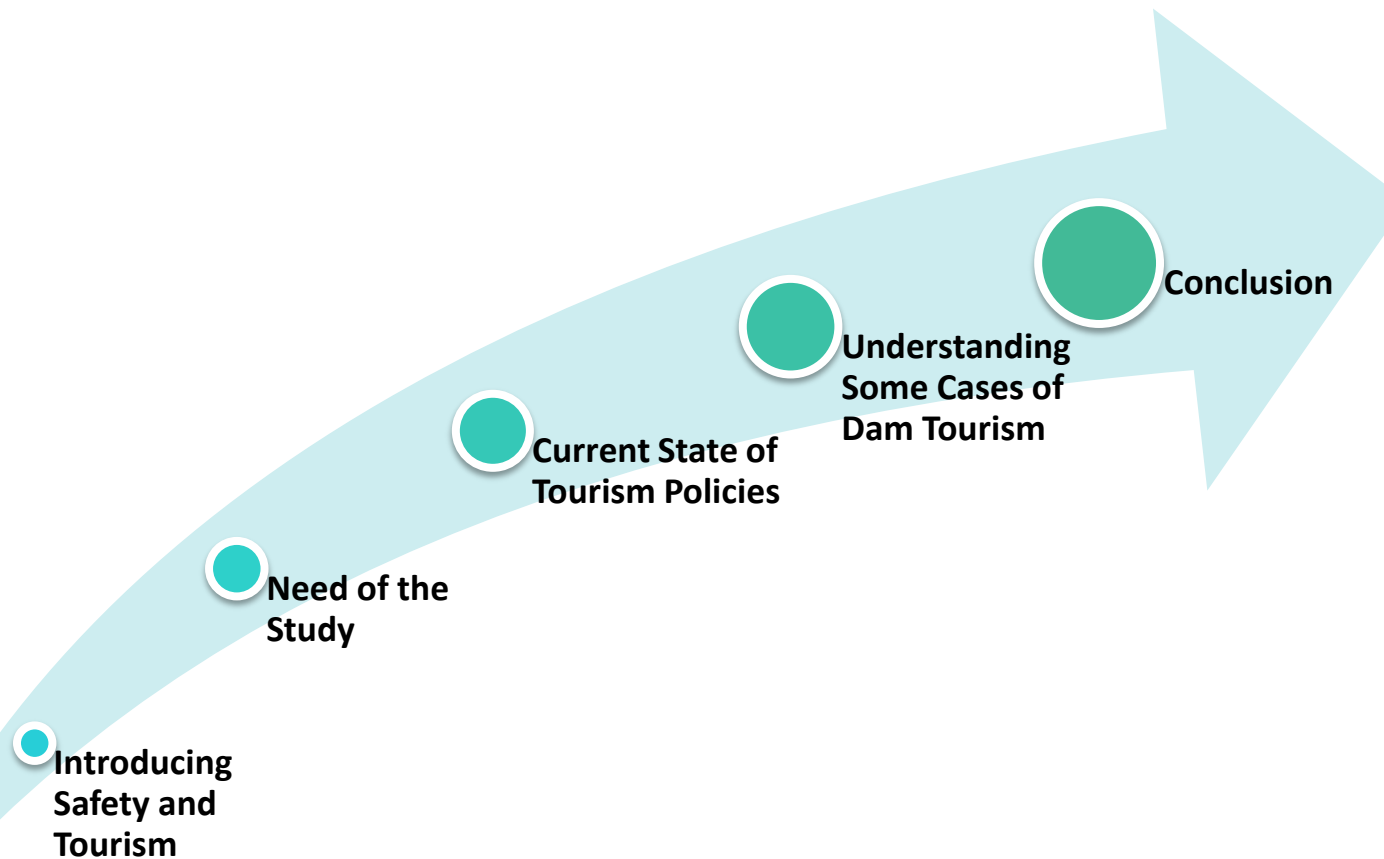 Introducing
Safety and
Tourism
Need of the
Study
Current State of
Tourism Policies
Understanding
Some Cases of
Dam Tourism
Conclusion